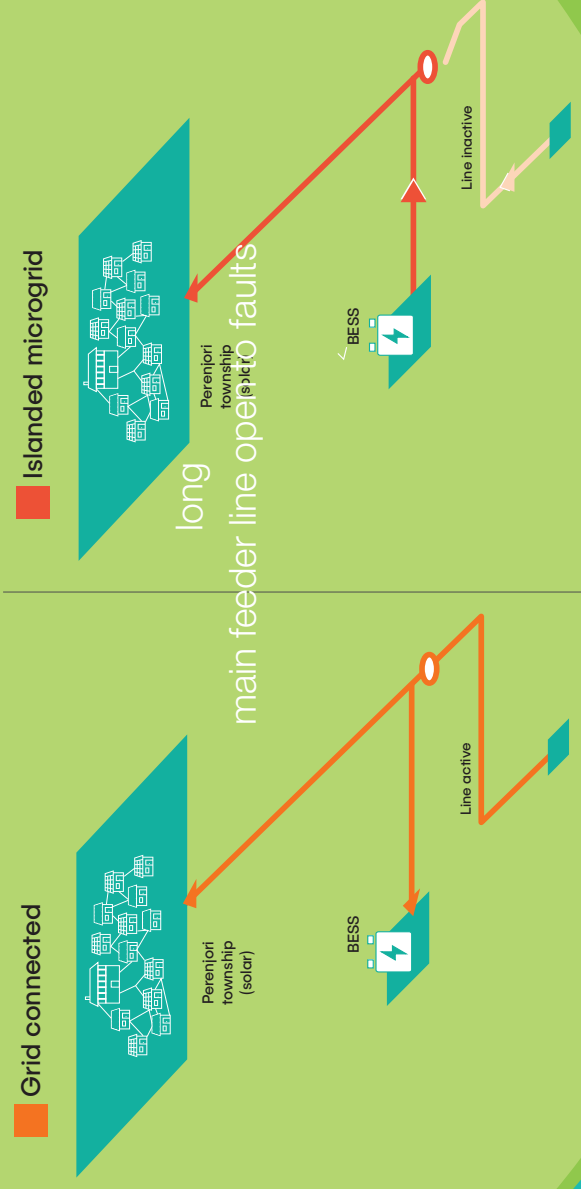 Grid connected
Perenjori
township
(solar)
BESS
Line active
Islanded microgrid
Perenjori
township
(solar)
BESS
Line inactive
long
main feeder line open to faults